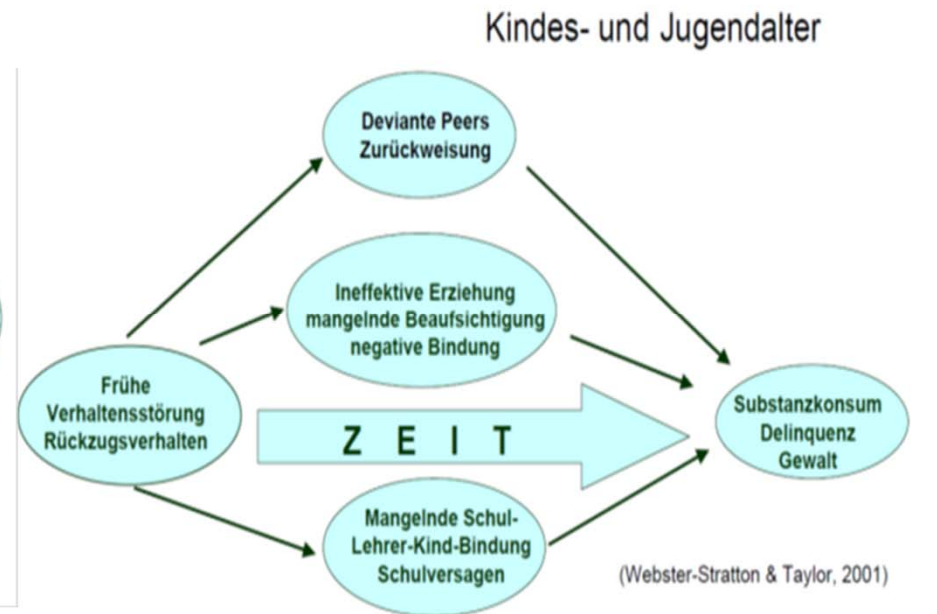 Kindes- und Jugendalter
Deviante Peers
Zurückweisung
Ineffektive Erziehung
mangelnde Beaufsichtigung
negative Bindung
Frühe
Verhaltensstörung
Rückzugsverhalten
Z E I T
Substanzkonsum
Delinquenz
Gewalt
Mangelnde Schul-
Lehrer-Kind-Bindung
Schulversagen
(Webster-Stratton & Taylor, 2001)